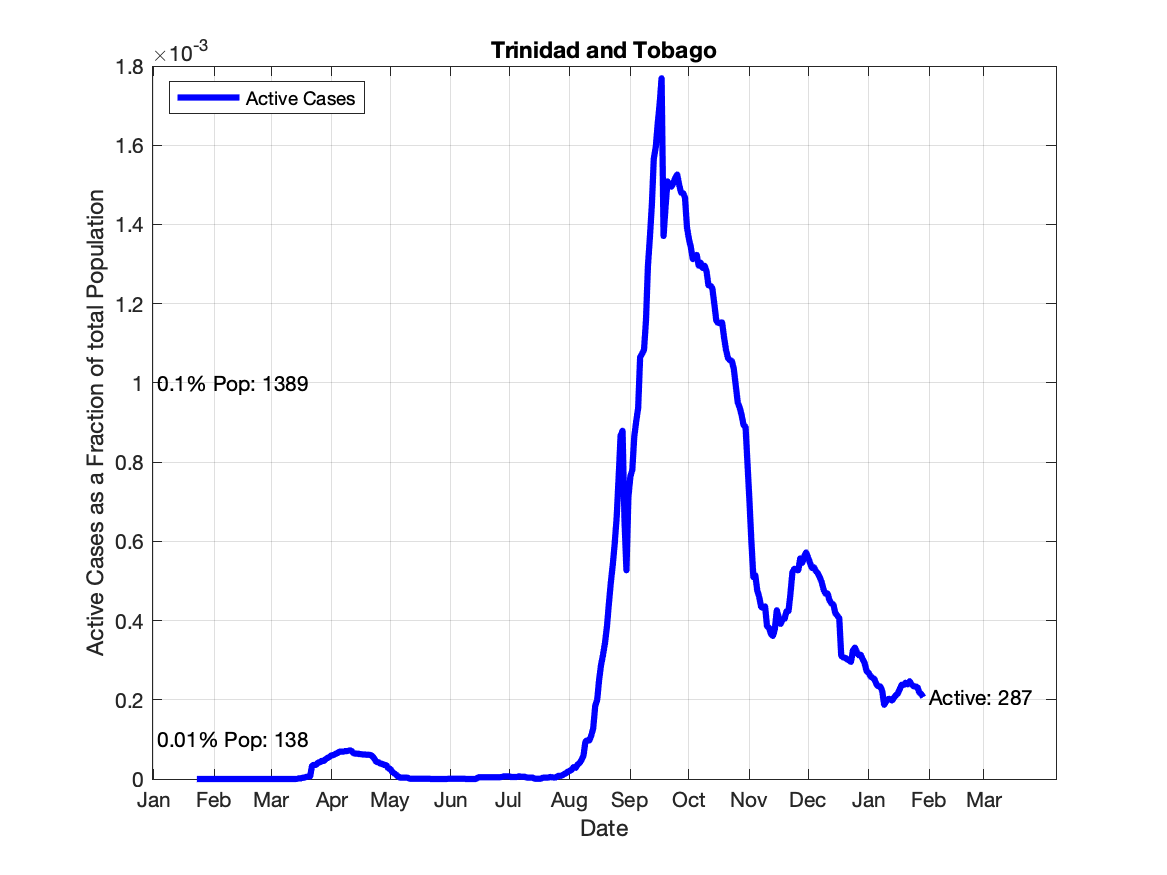 Trinidad and Tobago
×10-3
Active Cases
1.8
1.6
1.4
1.2
1
0.8
0.6
0.4
0.2
0
Active Cases as a Fraction of total Population
0.1% Pop: 1389
0.01% Pop: 138
Active: 287
Jan Feb Mar Apr May Jun Jul Aug Sep Oct Nov Dec Jan Feb Mar
Date